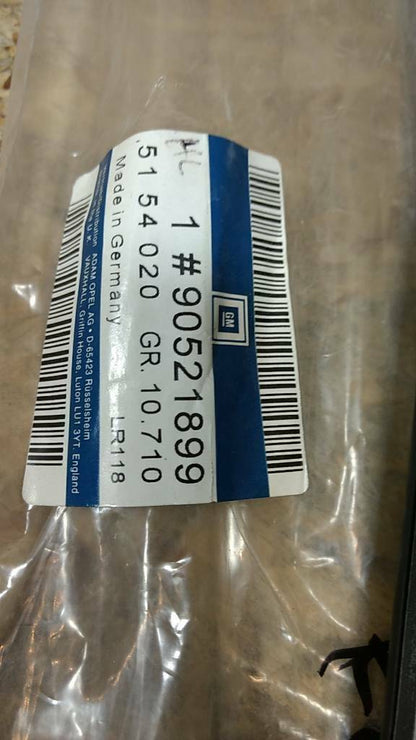 HL
GM
1 #90521899
51 54 020 GR. 10.710
Made in Germany LR118
ADAM OPEL AG • D-65423 Rüsselsheim
VAUXHALL, Griffin House, Luton LU1 3YT, England